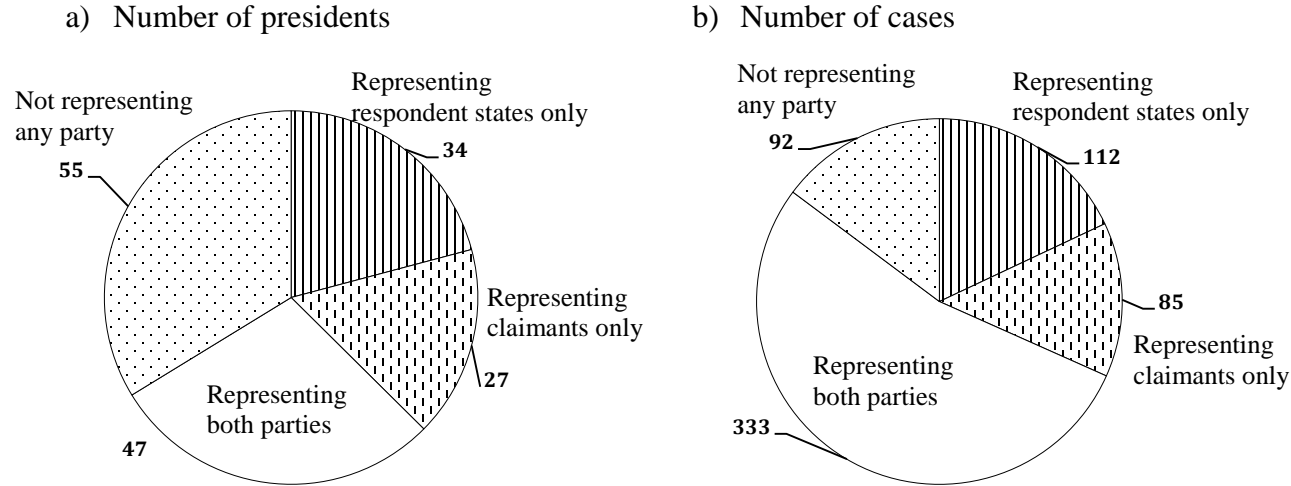 a) Number of presidents
Representing
respondent states only
34
Not representing
any party
55
Representing
claimants only
27
Representing
both parties
47
b) Number of cases
Not representing
any party
92
Representing
respondent states only
112
85
Representing
claimants only
Representing
both parties
333